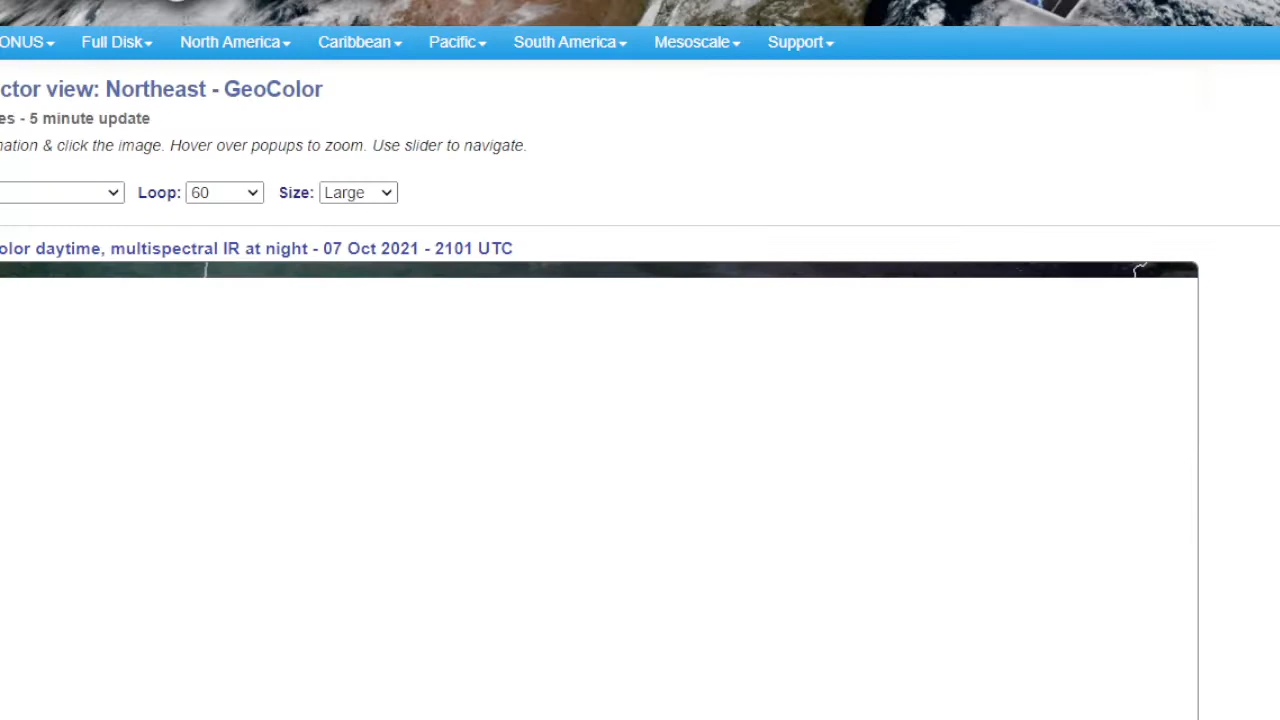 ONUS Full Disk North America Caribbean Pacific South America Mesoscale Support
ctor view: Northeast - GeoColor
es - 5 minute update
nation & click the image. Hover over popups to zoom. Use slider to navigate.
Loop: 60 Size: Large
olor daytime, multispectral IR at night - 07 Oct 2021 - 2101 UTC